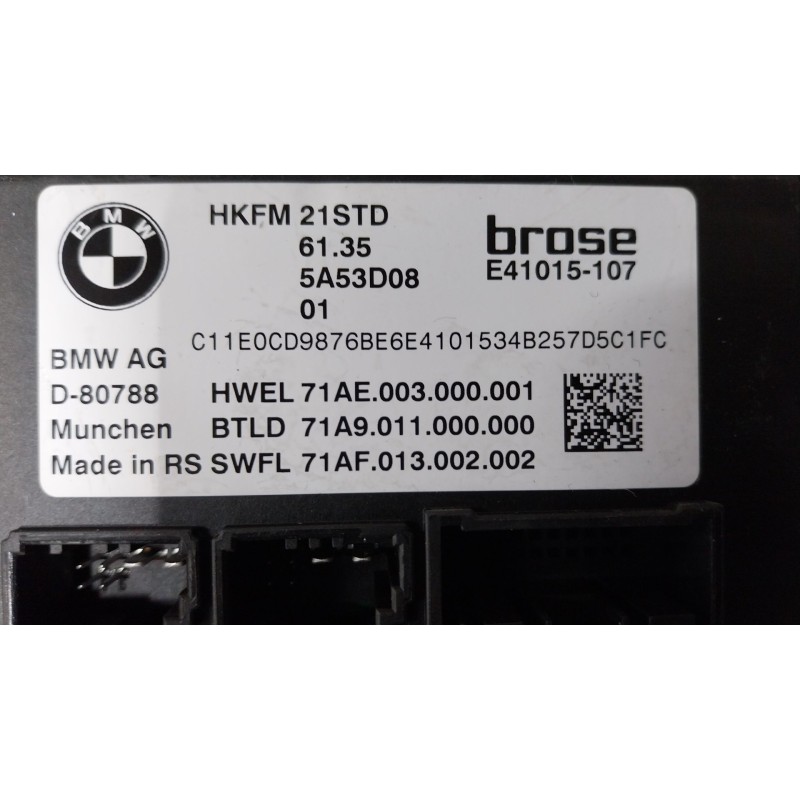 BMW
HKFM 21STD
61.35
5A53D08
01
brose
E41015-107
C11E0CD9876BE6E4101534B257D5C1FC
BMW AG
D-80788
Munchen
Made in RS
HWEL 71AE.003.000.001
BTLD 71A9.011.000.000
SWFL 71AF.013.002.002